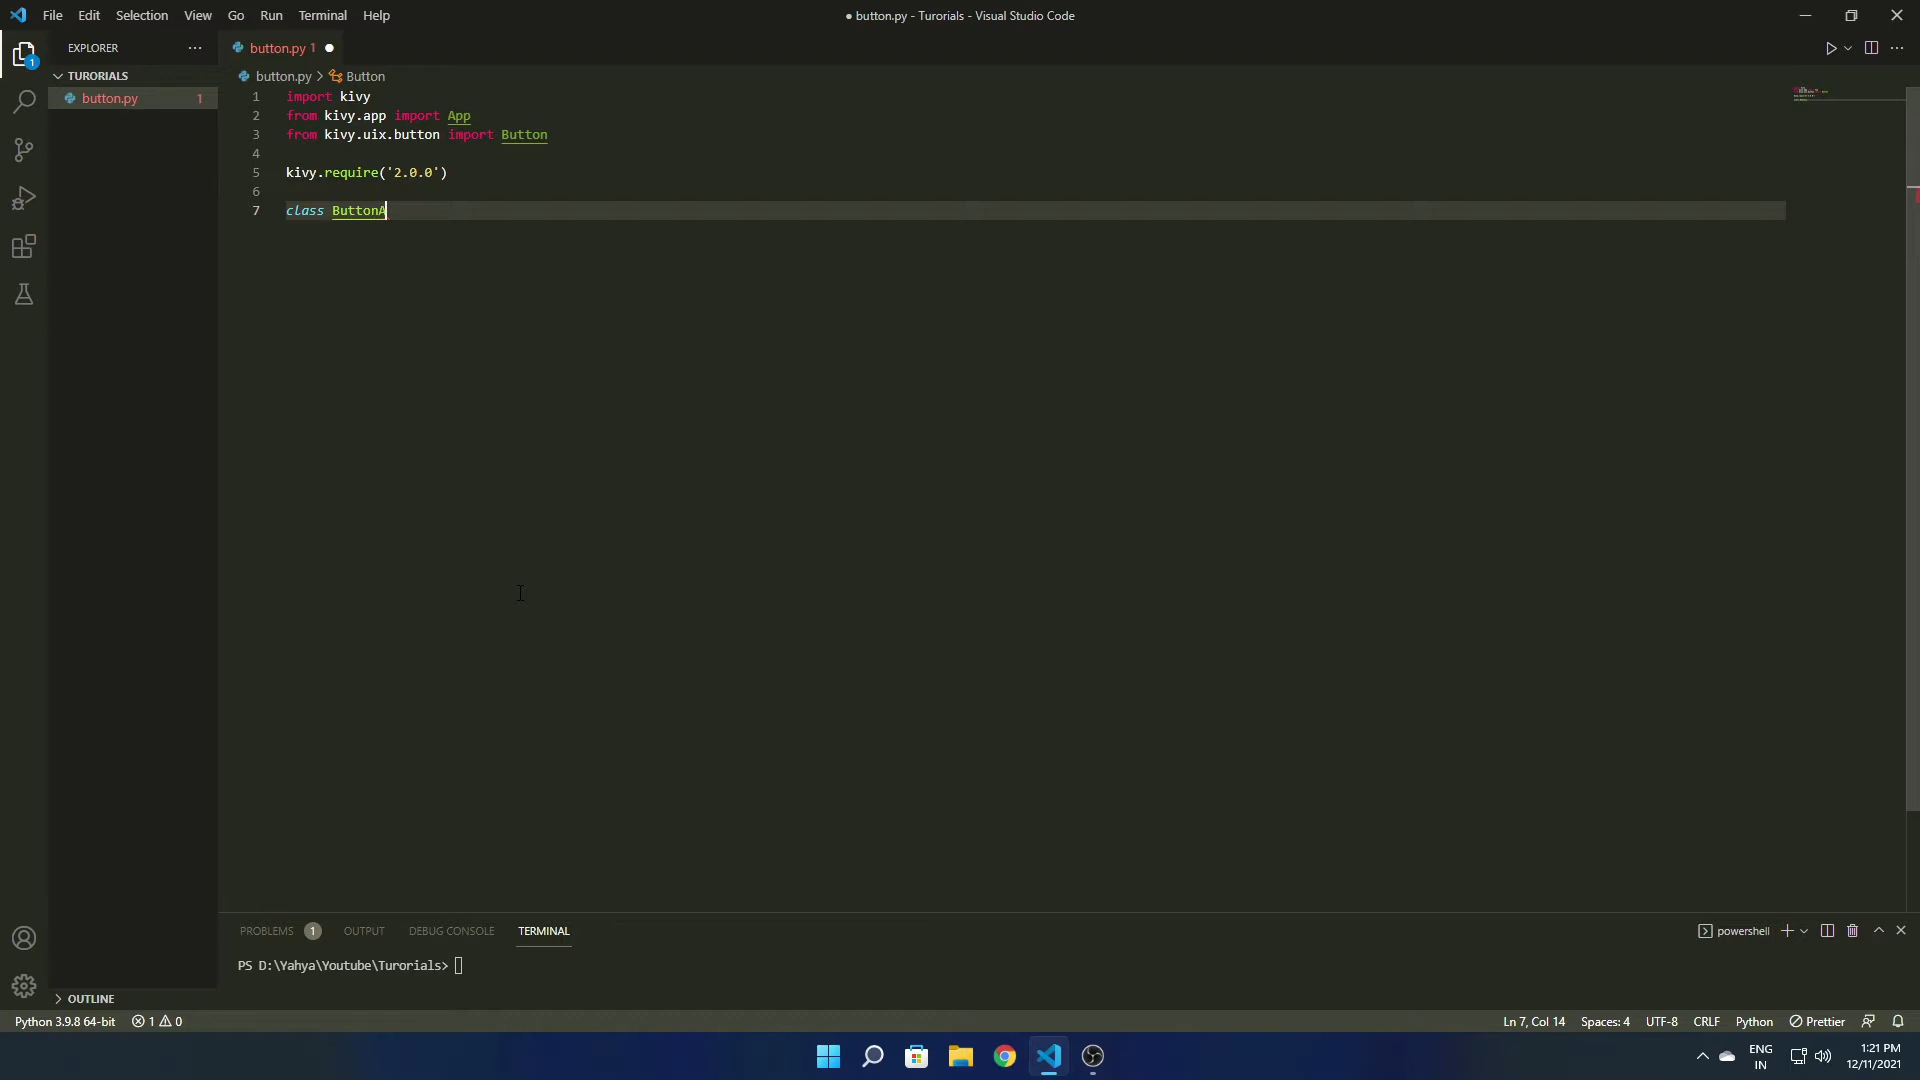 File Edit Selection View Go Run Terminal Help
● button.py - Turorials - Visual Studio Code
EXPLORER ···
button.py 1 ●
1
TURORIALS
button.py 1
button.py > Button
1 import kivy
2 from kivy.app import App
3 from kivy.uix.button import Button
4
5 kivy.require('2.0.0')
6
7 class ButtonA
PROBLEMS 1 OUTPUT DEBUG CONSOLE TERMINAL
powershell
PS D:\Yahya\Youtube\Turorials>
OUTLINE
Python 3.9.8 64-bit 1 0
Ln 7, Col 14 Spaces: 4 UTF-8 CRLF Python Prettier
ENG
IN
1:21 PM
12/11/2021